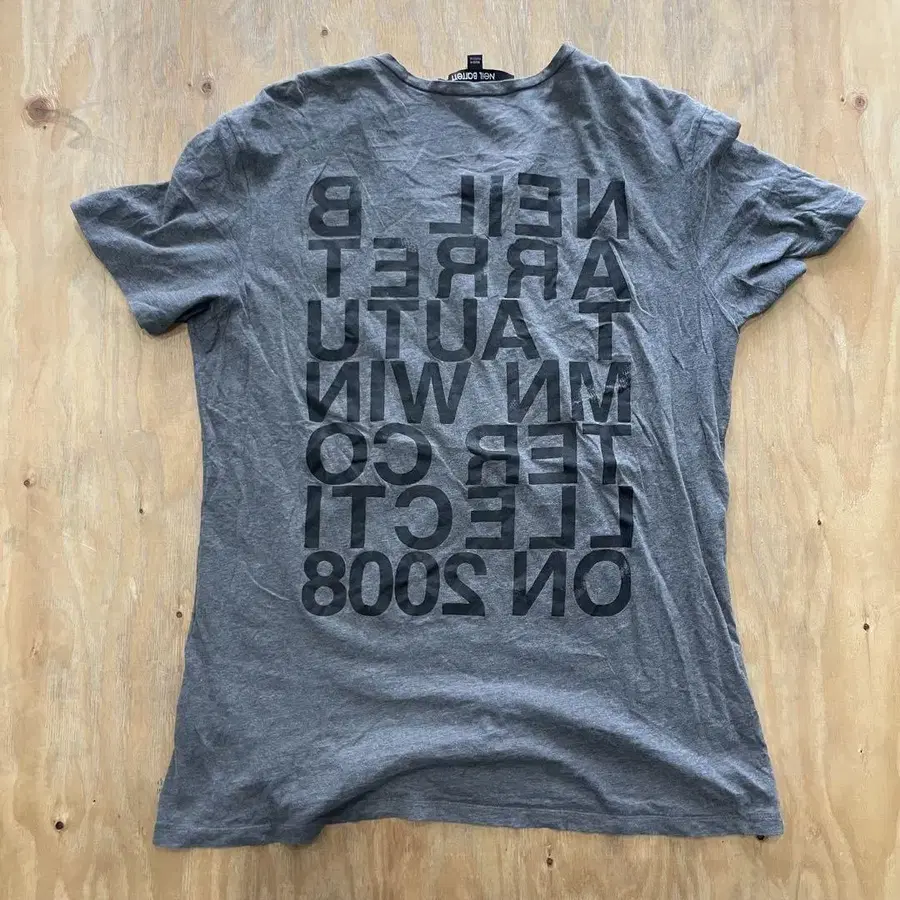 Neil Barrett
NEIL B
ARRET
T AUTU
MN WIN
TER CO
LLECTI
ON 2008